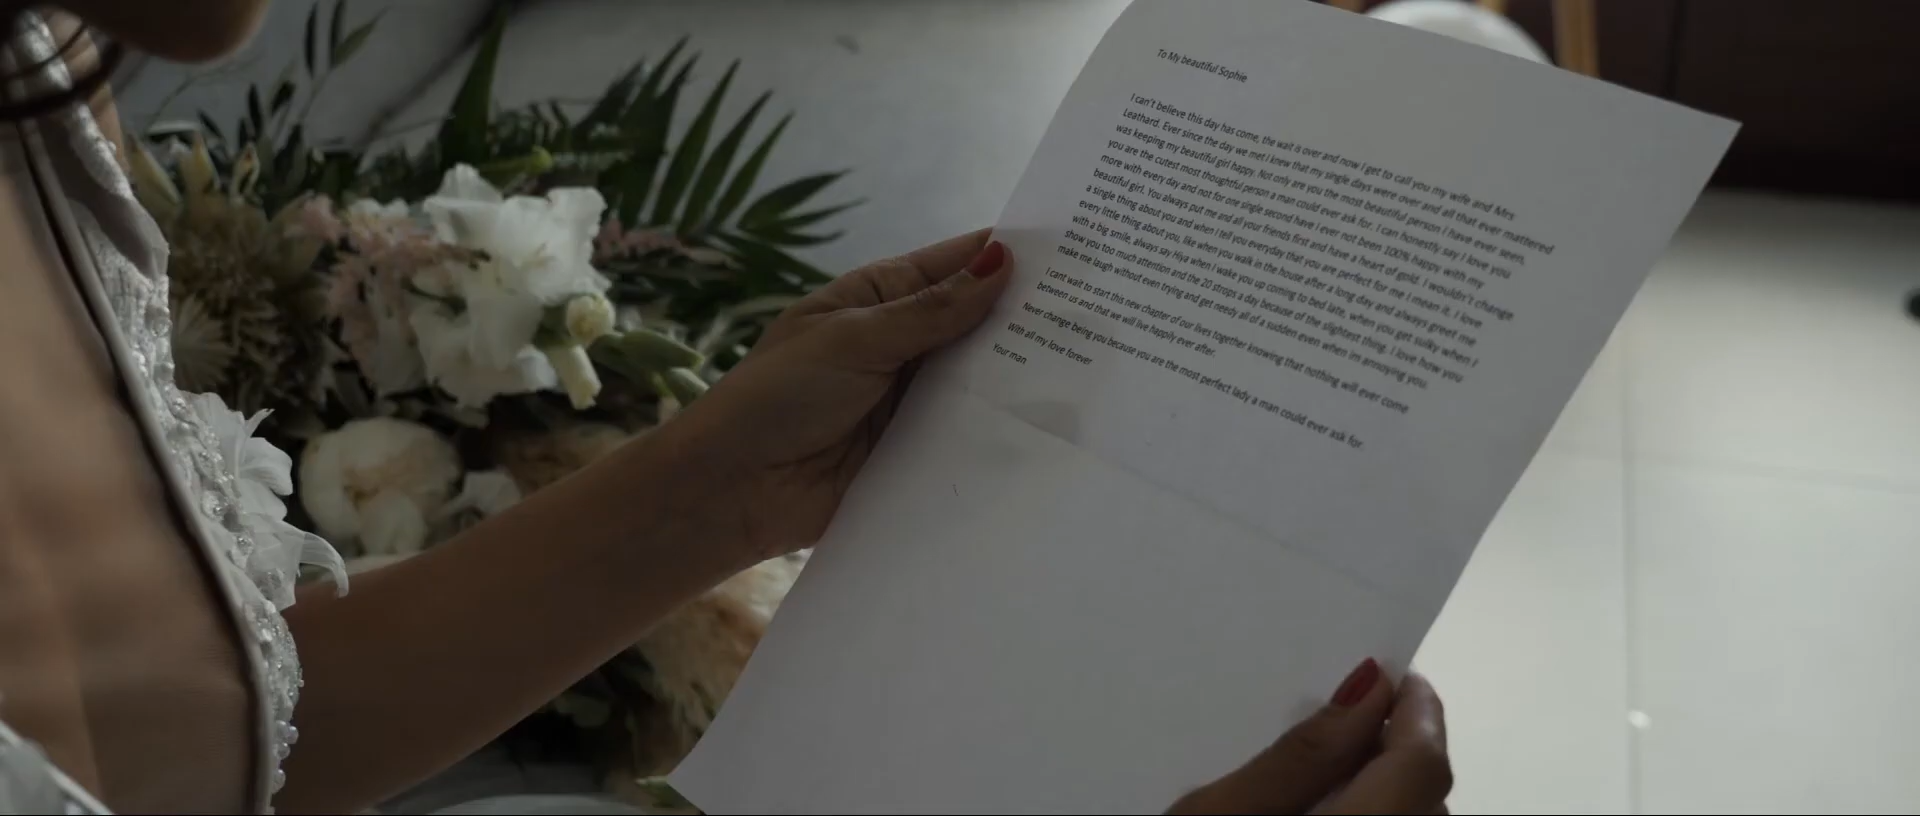 To My beautiful Sophie
I can't believe this day has come, the wait is over and now I get to call you my wife and Mrs
Leathard. Ever since the day we met I knew that my single days were over and all that ever mattered
was keeping my beautiful girl happy. Not only are you the most beautiful person I have ever seen,
you are the cutest most thoughtful person a man could ever ask for. I can honestly say I love you
more with every day and not for one single second have I ever not been 100% happy with my
beautiful girl. You always put me and all your friends first and have a heart of gold. I wouldn't change
a single thing about you and when I tell you everyday that you are perfect for me I mean it. I love
every little thing about you, like when you walk in the house after a long day and always greet me
with a big smile, always say Hiya when I wake you up coming to bed late, when you get sulky when I
show you too much attention and the 20 strops a day because of the slightest thing. I love how you
make me laugh without even trying and get needy all of a sudden even when im annoying you.
I cant wait to start this new chapter of our lives together knowing that nothing will ever come
between us and that we will live happily ever after.
Never change being you because you are the most perfect lady a man could ever ask for.
With all my love forever
Your man